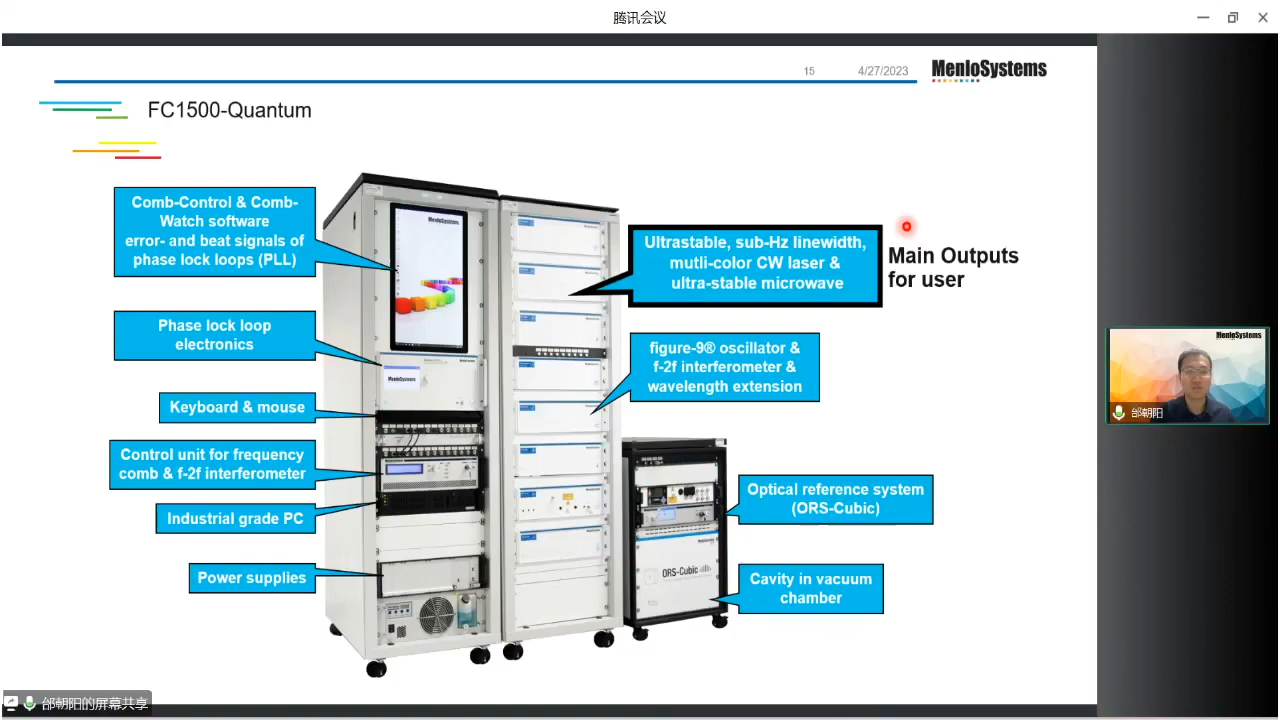 腾讯会议
15
4/27/2023
MenloSystems
FC1500-Quantum
Comb-Control & Comb-
Watch software
error- and beat signals of
phase lock loops (PLL)
Phase lock loop
electronics
Keyboard & mouse
Control unit for frequency
comb & f-2f interferometer
Industrial grade PC
Power supplies
MenloSystems
MenloSystems
Ultrastable, sub-Hz linewidth,
mutli-color CW laser &
ultra-stable microwave
Main Outputs
for user
figure-9® oscillator &
f-2f interferometer &
wavelength extension
Optical reference system
(ORS-Cubic)
ORS-Cubic
Cavity in vacuum
chamber
MenloSystems
邰朝阳
邰朝阳的屏幕共享